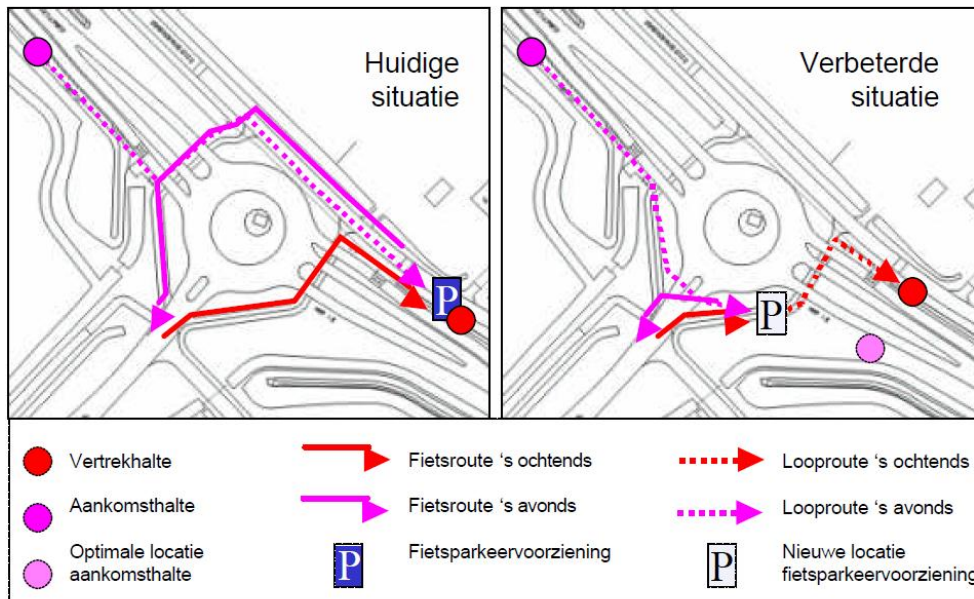 Huidige
situatie
P
Verbeterde
situatie
P
Vertrekhalte
Fietsroute 's ochtends
Looproute 's ochtends
Aankomsthalte
Fietsroute 's avonds
Looproute 's avonds
Optimale locatie
aankomsthalte
P
Fietsparkeervoorziening
P
Nieuwe locatie
fietsparkeervoorziening